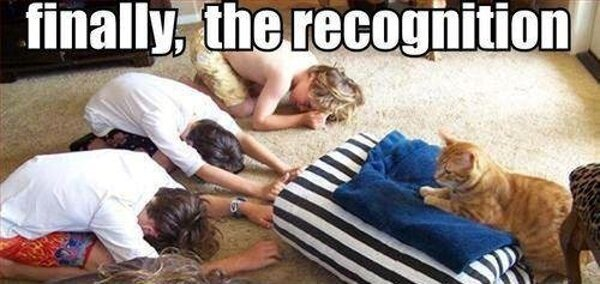 finally, the recognition